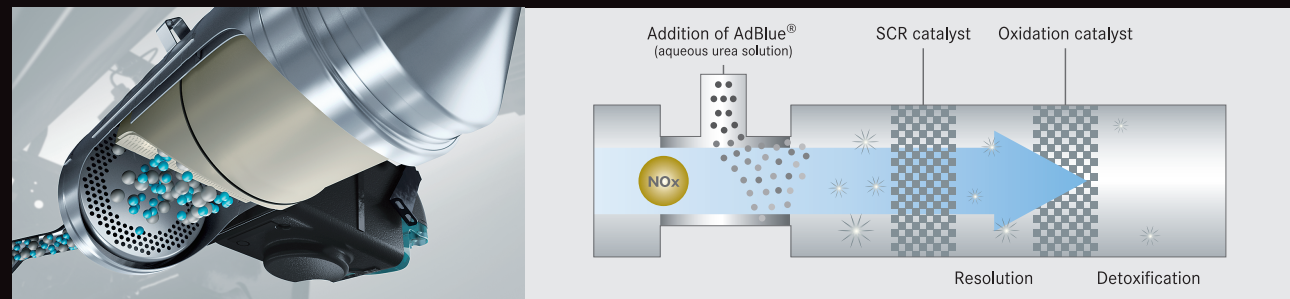 Addition of AdBlue®
(aqueous urea solution)
SCR catalyst
Oxidation catalyst
NOx
Resolution
Detoxification